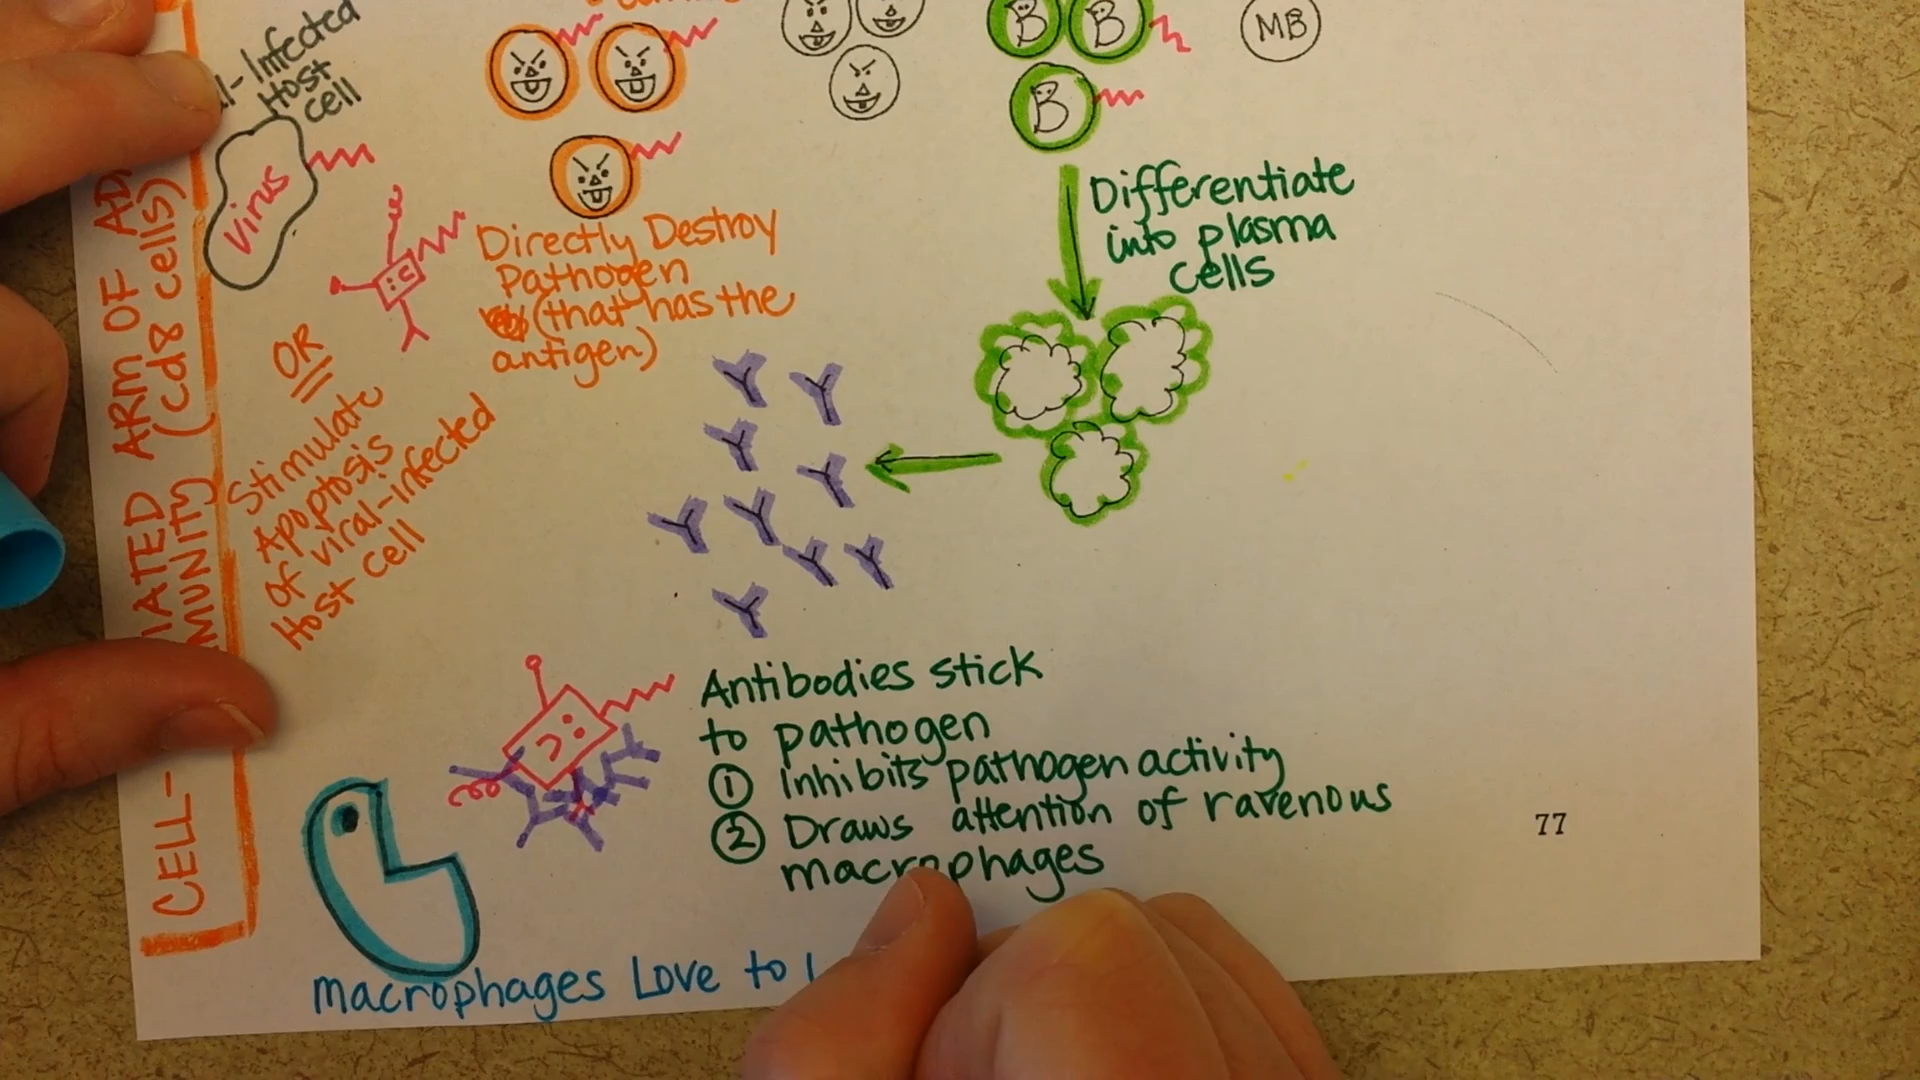 Infected
Host
cell
Virus
B
B
B
MB
Directly Destroy
Pathogen
(that has the
antigen)
Differentiate
into plasma
cells
OR
Stimulate
Apoptosis
of viral-infected
Host cell
CELL- IATED ARM OF AD
MUNITY (cd8 cells)
Antibodies stick
to pathogen
① Inhibits pathogen activity
② Draws attention of ravenous
macrophages
77
macrophages Love to